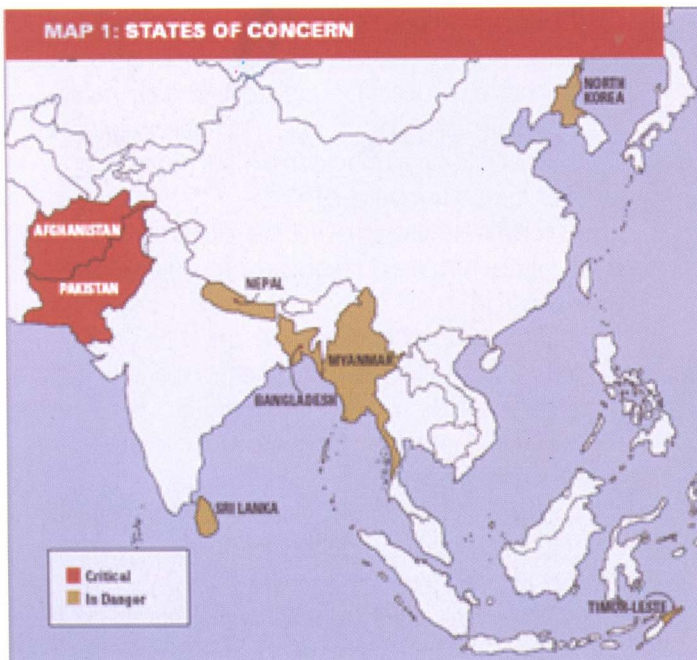 MAP 1: STATES OF CONCERN
NORTH
KOREA
AFGHANISTAN
PAKISTAN
NEPAL
MYANMAR
BANGLADESH
SRI LANKA
Critical
In Danger
TIMOR-LESTE